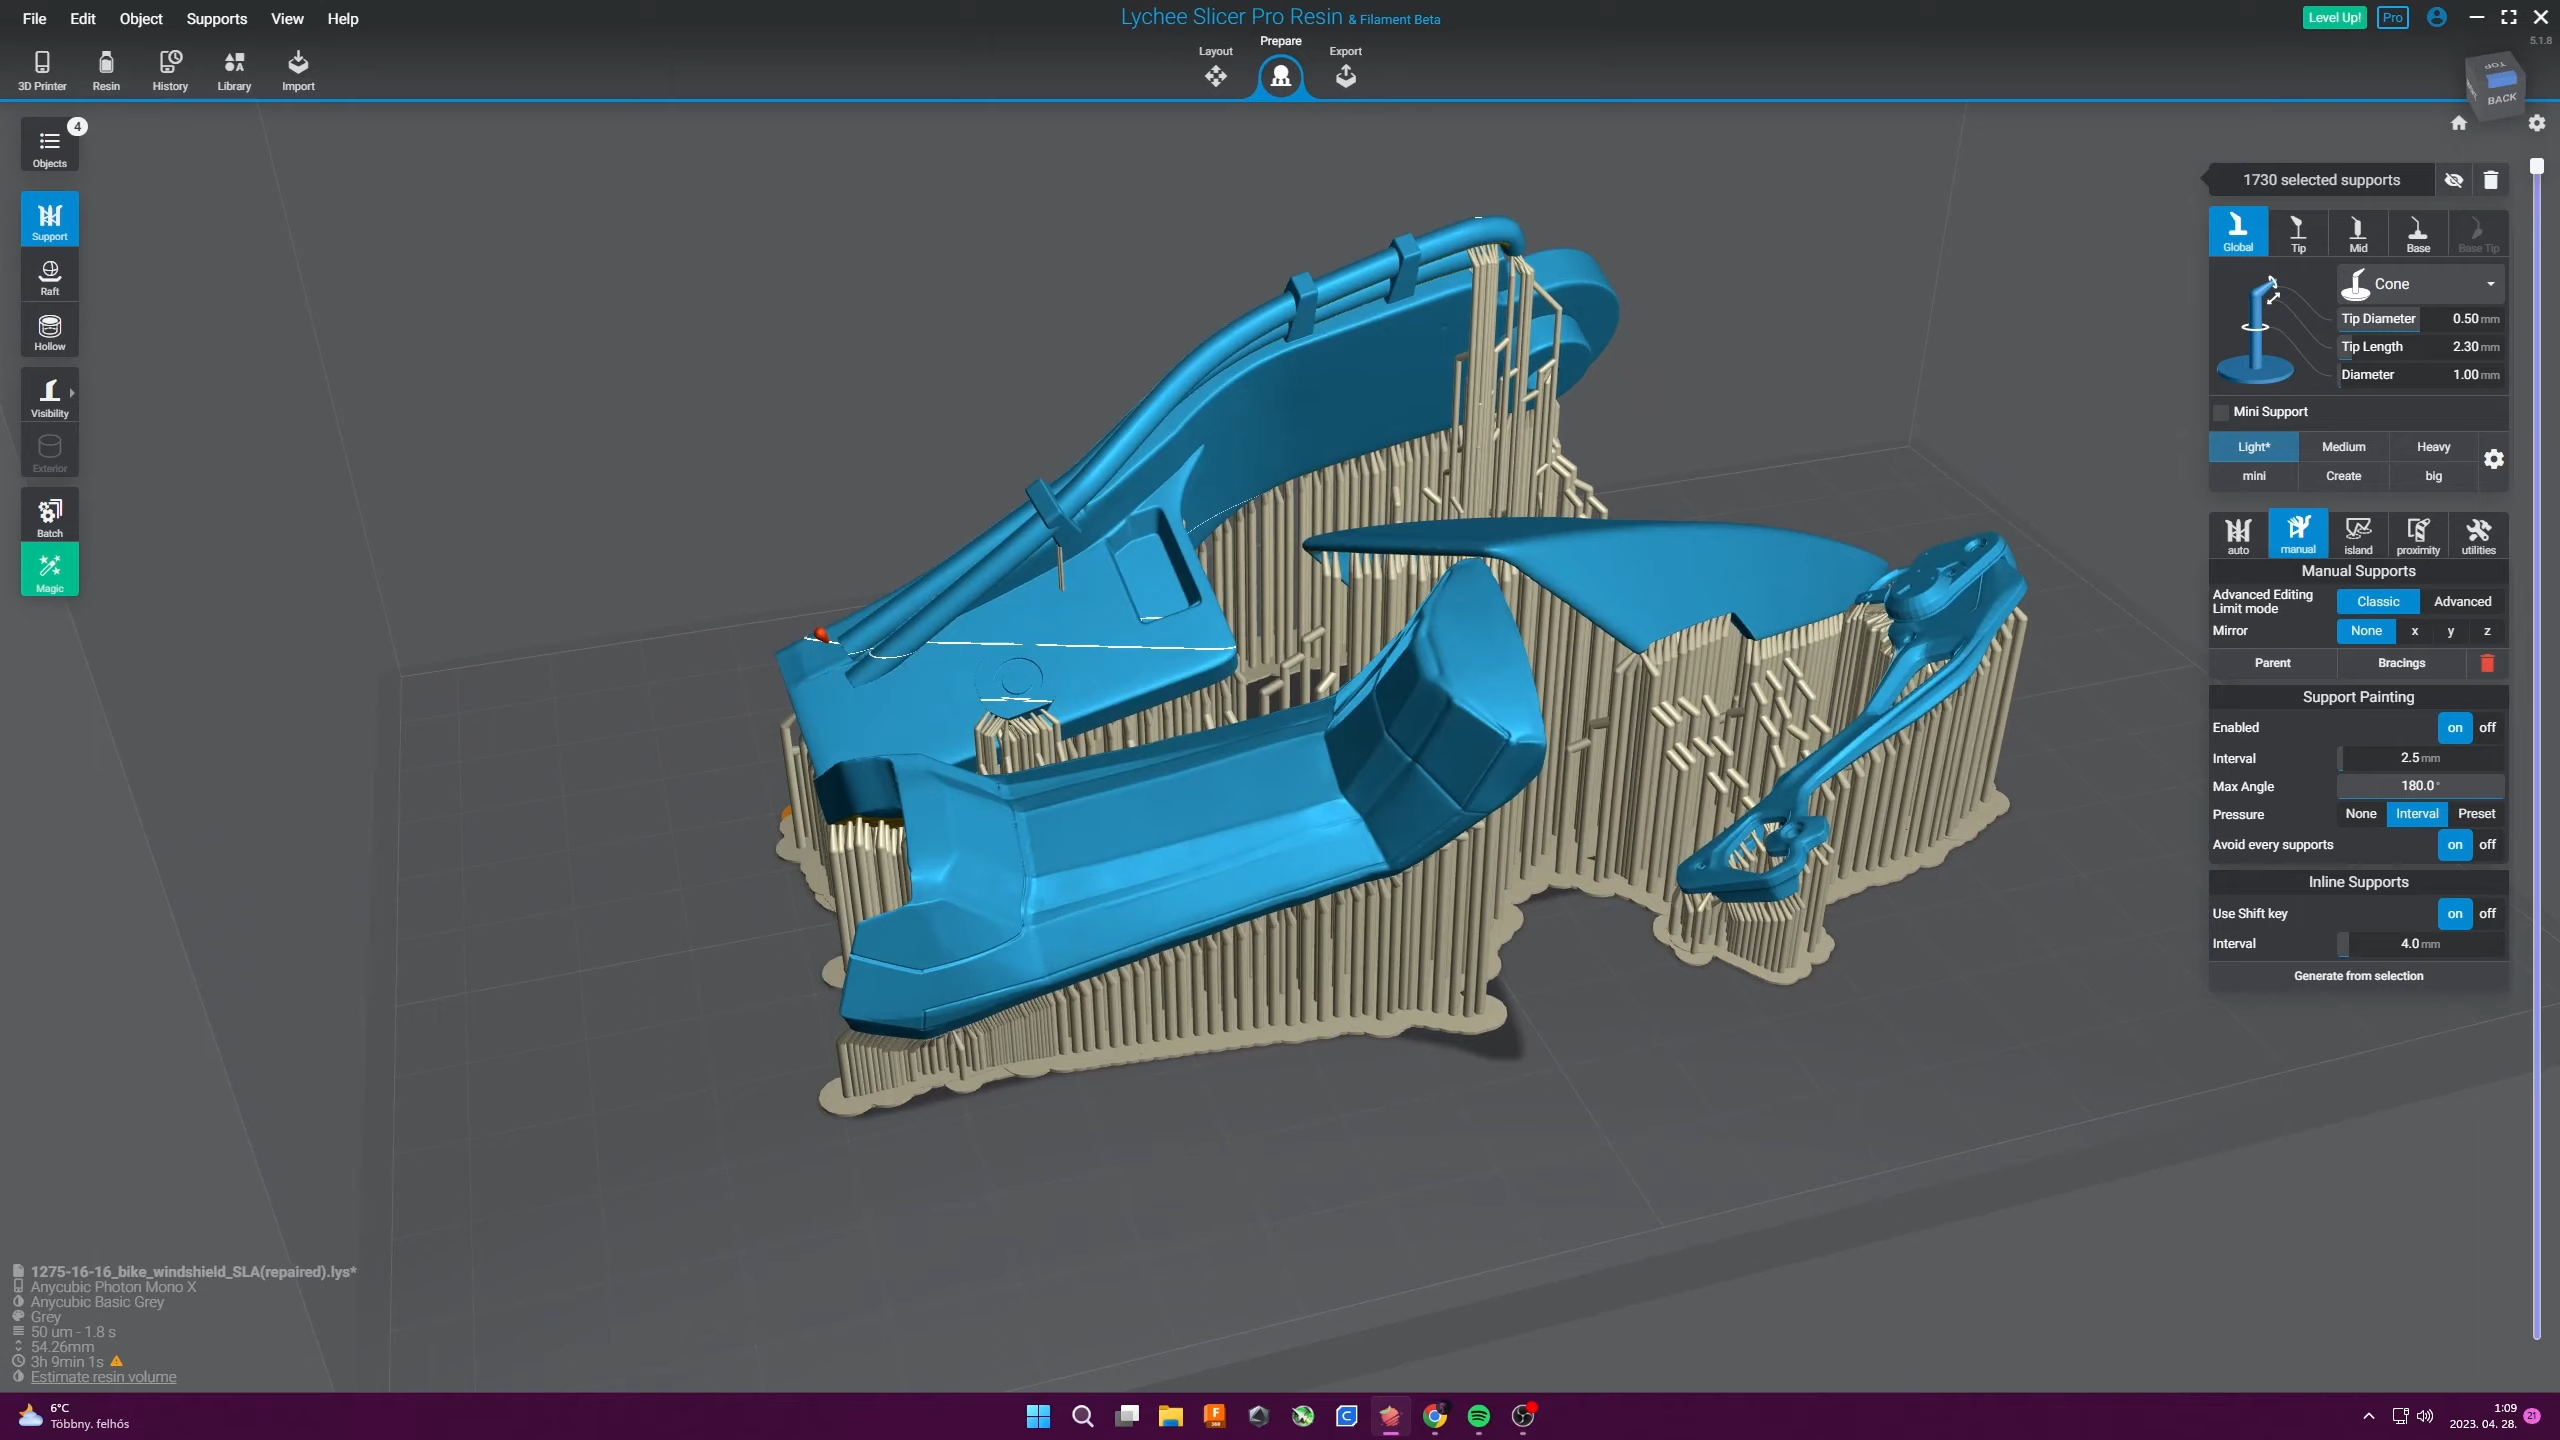 File Edit Object Supports View Help
Lychee Slicer Pro Resin & Filament Beta
Level Up! Pro
5.1.8
3D Printer Resin History Library Import
Layout Prepare Export
TOP
BACK
4
Objects
Support
Raft
Hollow
Visibility
Exterior
Batch
Magic
1730 selected supports
Global Tip Mid Base Base Tip
Cone
Tip Diameter 0.50 mm
Tip Length 2.30 mm
Diameter 1.00 mm
Mini Support
Light* Medium Heavy
mini Create big
auto manual island proximity utilities
Manual Supports
Advanced Editing
Limit mode Classic Advanced
Mirror None x y z
Parent Bracings
Support Painting
Enabled on off
Interval 2.5 mm
Max Angle 180.0 °
Pressure None Interval Preset
Avoid every supports on off
Inline Supports
Use Shift key on off
Interval 4.0 mm
Generate from selection
1275-16-16_bike_windshield_SLA(repaired).lys*
Anycubic Photon Mono X
Anycubic Basic Grey
Grey
50 um - 1.8 s
54.26mm
3h 9min 1s
Estimate resin volume
6°C
Többny. felhős
F
360
C
1:09
2023. 04. 28.
21